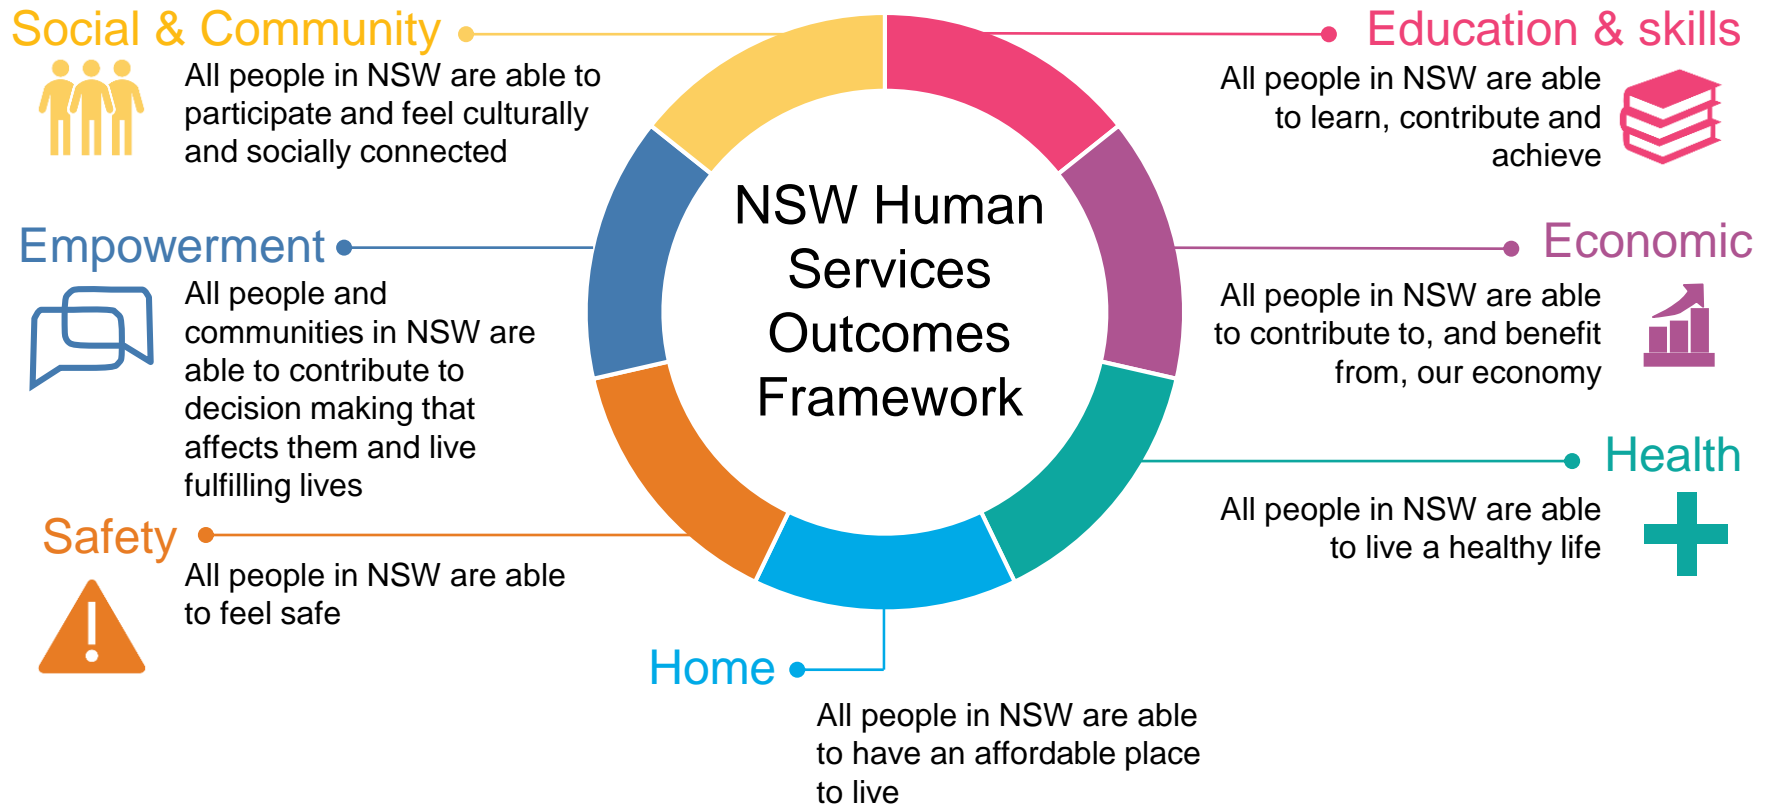 Social & Community
All people in NSW are able to
participate and feel culturally
and socially connected
Empowerment
All people and
communities in NSW are
able to contribute to
decision making that
affects them and live
fulfilling lives
Safety
All people in NSW are able
to feel safe
NSW Human
Services
Outcomes
Framework
Home
All people in NSW are able
to have an affordable place
to live
Education & skills
All people in NSW are able
to learn, contribute and
achieve
Economic
All people in NSW are able
to contribute to, and benefit
from, our economy
Health
All people in NSW are able
to live a healthy life